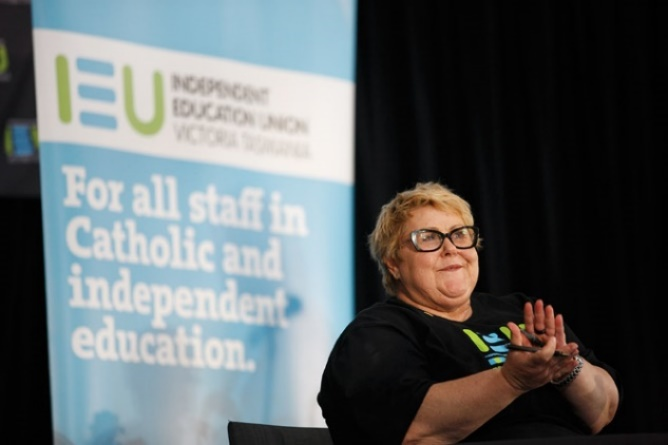 IEU
INDEPENDENT
EDUCATION UNION
VICTORIA TASMANIA
For all staff in
Catholic and
independent
education.